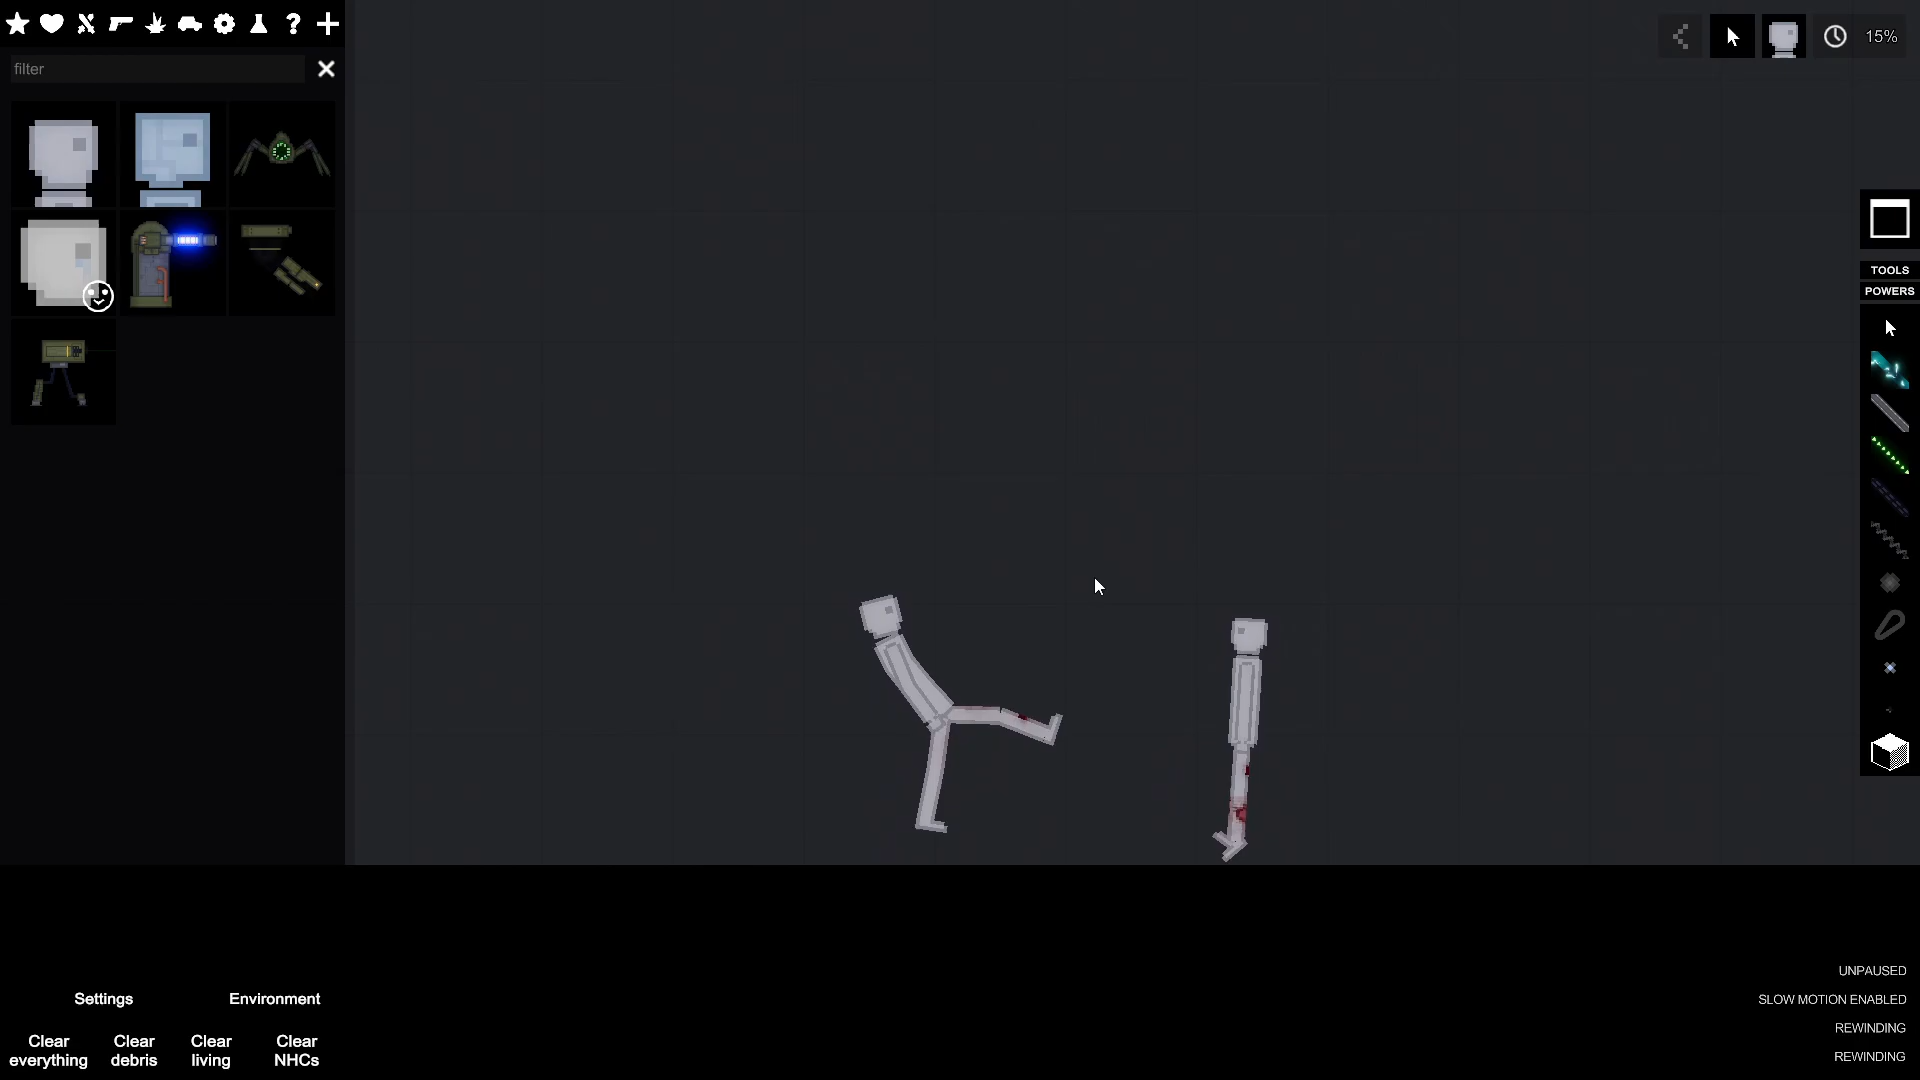 filter
15%
TOOLS
POWERS
Settings
Environment
Clear everything
Clear debris
Clear living
Clear NHCs
UNPAUSED
SLOW MOTION ENABLED
REWINDING
REWINDING